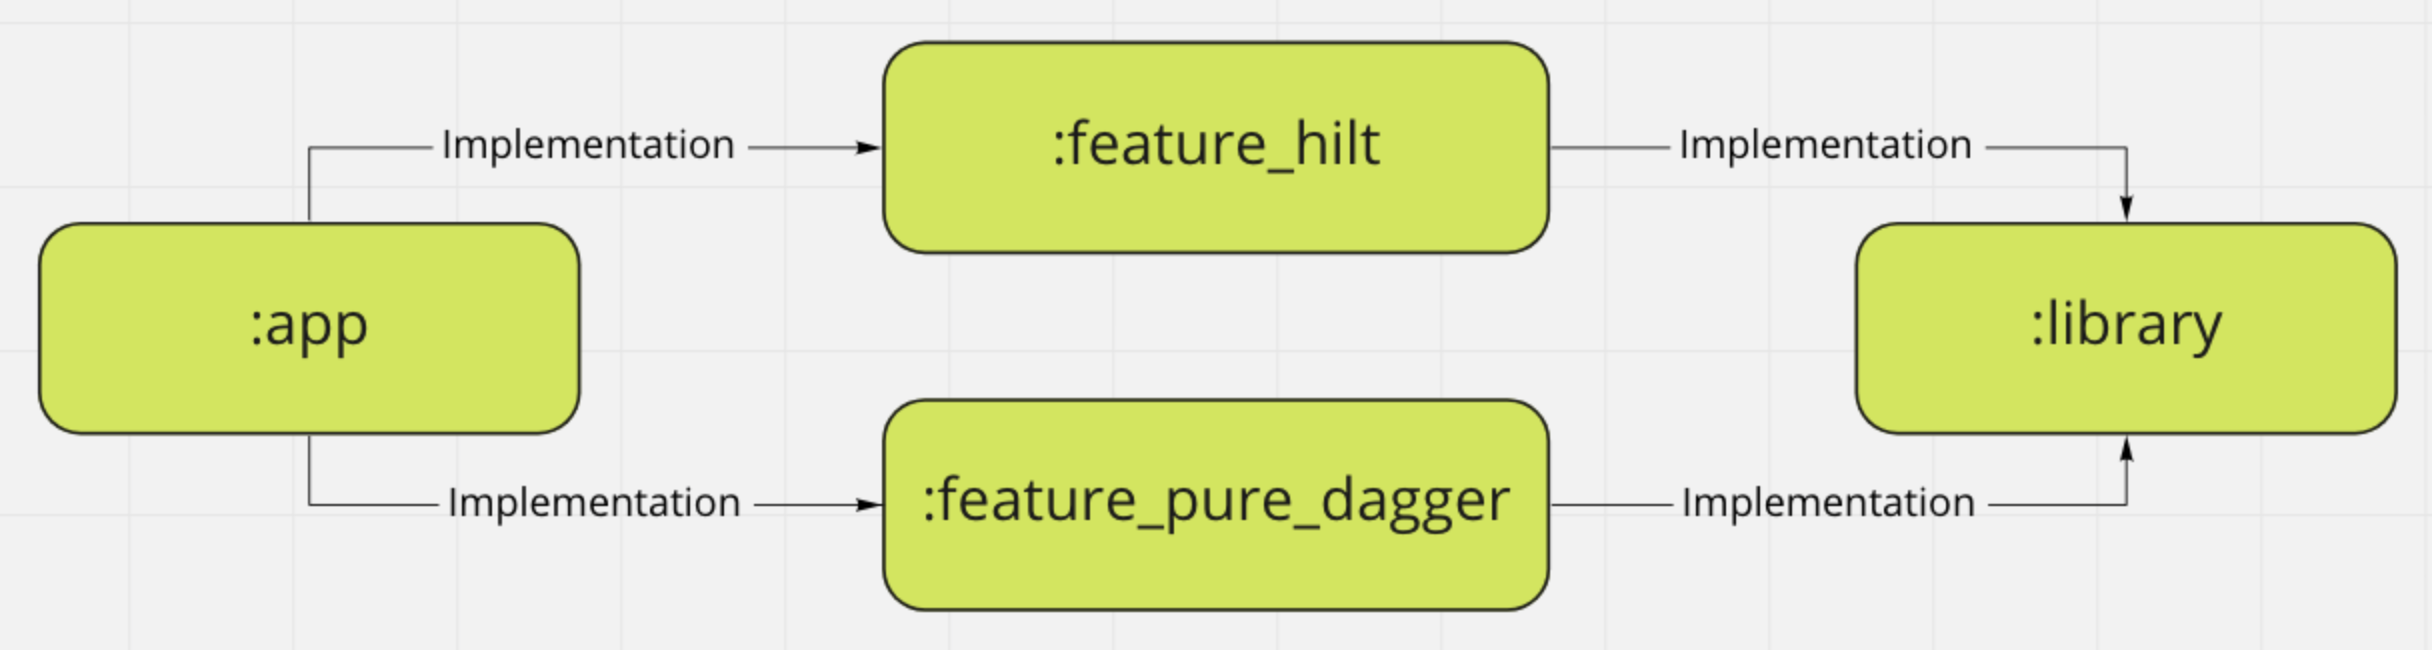 Implementation
:feature_hilt
Implementation
:app
:library
Implementation
:feature_pure_dagger
Implementation